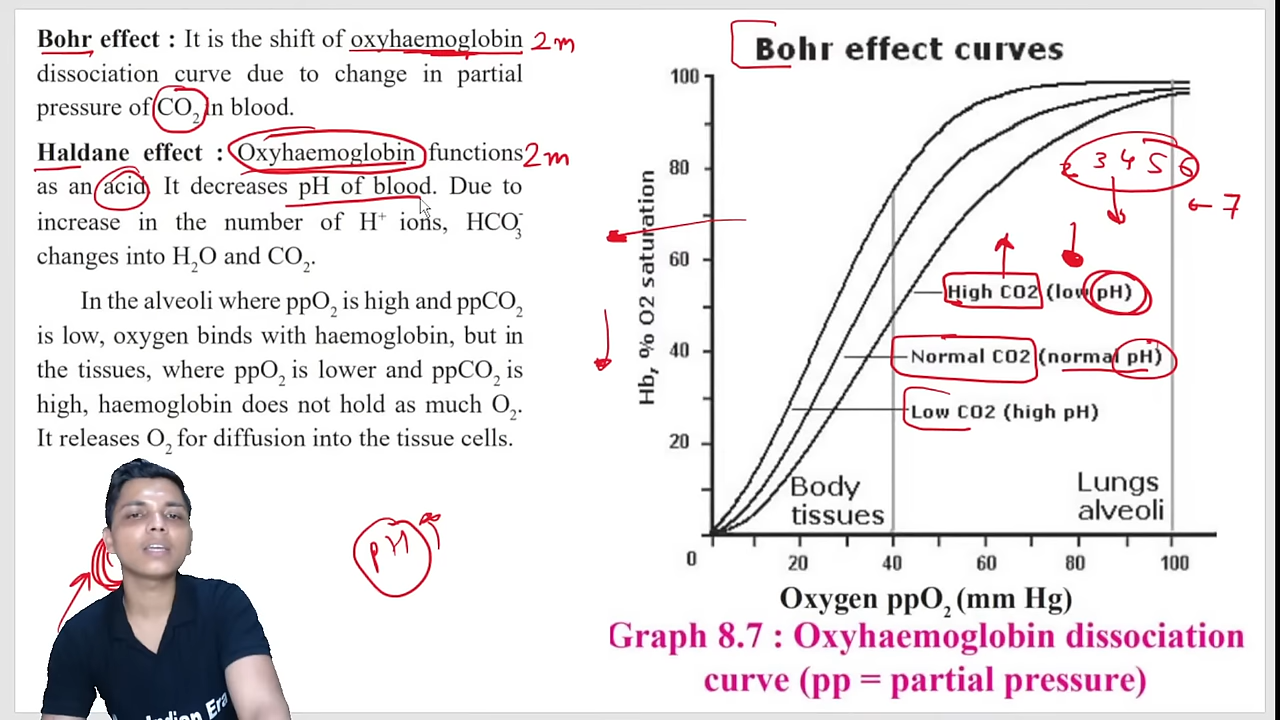 Bohr effect : It is the shift of oxyhaemoglobin 2m
dissociation curve due to change in partial
pressure of CO₂ in blood.
Haldane effect : Oxyhaemoglobin functions 2m
as an acid. It decreases pH of blood. Due to
increase in the number of H⁺ ions, HCO₃⁻
changes into H₂O and CO₂.
In the alveoli where ppO₂ is high and ppCO₂
is low, oxygen binds with haemoglobin, but in
the tissues, where ppO₂ is lower and ppCO₂ is
high, haemoglobin does not hold as much O₂.
It releases O₂ for diffusion into the tissue cells.
pH
Indian Era
Bohr effect curves
Hb, % O2 saturation
100
80
60
40
20
0
2 3 4 5 6
7
High CO2 (low pH)
Normal CO2 (normal pH)
Low CO2 (high pH)
Body
tissues
Lungs
alveoli
20 40 60 80 100
Oxygen ppO₂ (mm Hg)
Graph 8.7 : Oxyhaemoglobin dissociation
curve (pp = partial pressure)